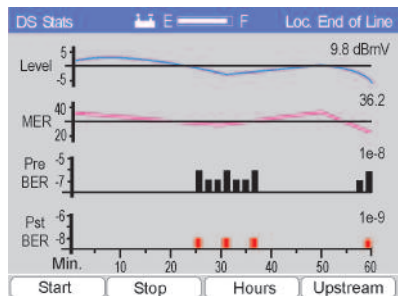 DS Stats E F Loc. End of Line
9.8 dBmV
5
Level
-5
36.2
40
MER
20
1e-8
Pre -5
BER -7
1e-9
Pst -6
BER -8
Min. 10 20 30 40 50 60
Start Stop Hours Upstream